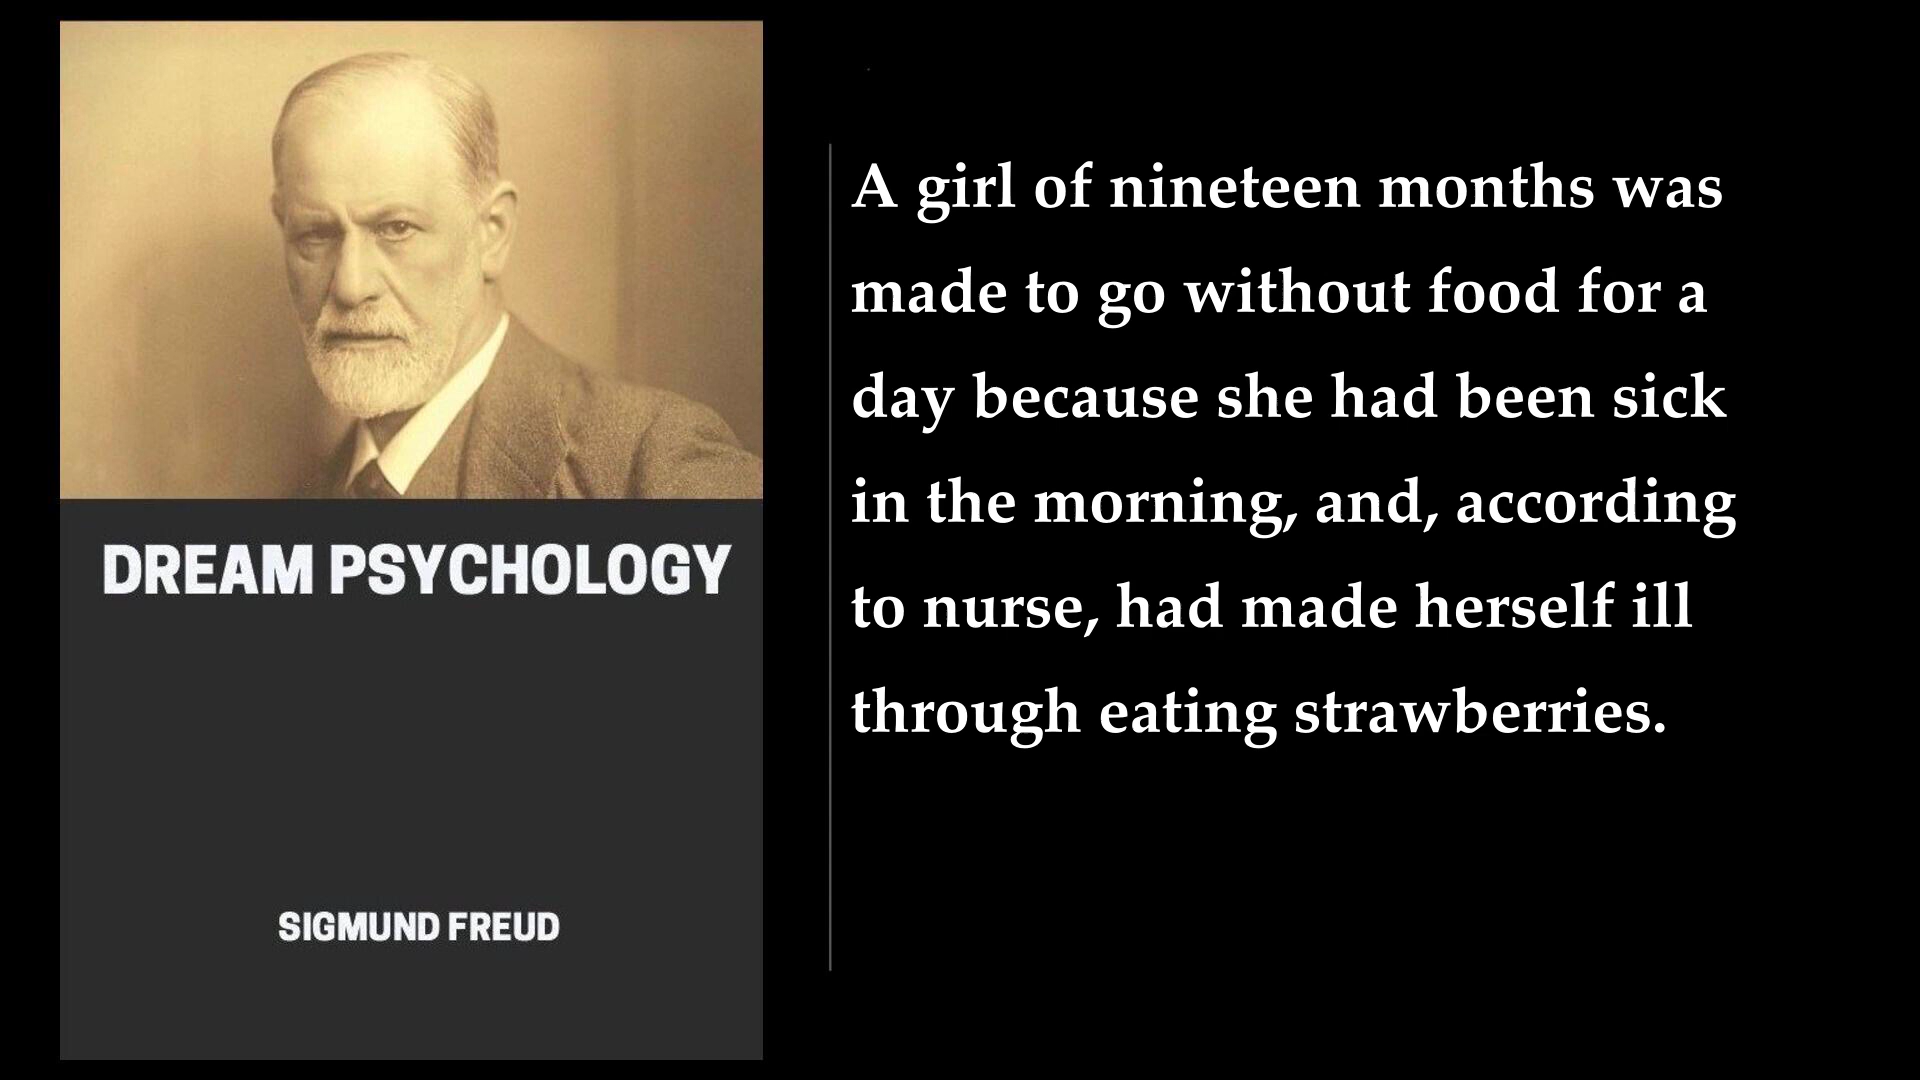 DREAM PSYCHOLOGY
SIGMUND FREUD
A girl of nineteen months was
made to go without food for a
day because she had been sick
in the morning, and, according
to nurse, had made herself ill
through eating strawberries.